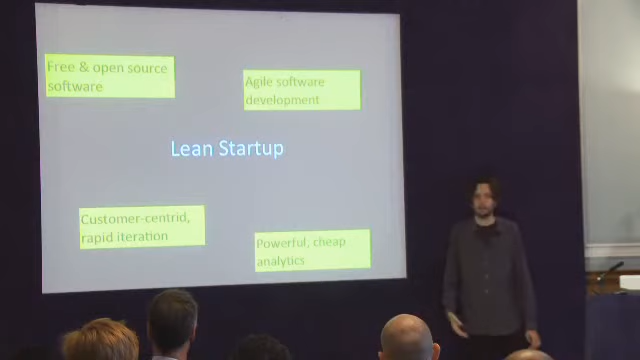 Free & open source
software
Agile software
development
Lean Startup
Customer-centrid,
rapid iteration
Powerful, cheap
analytics